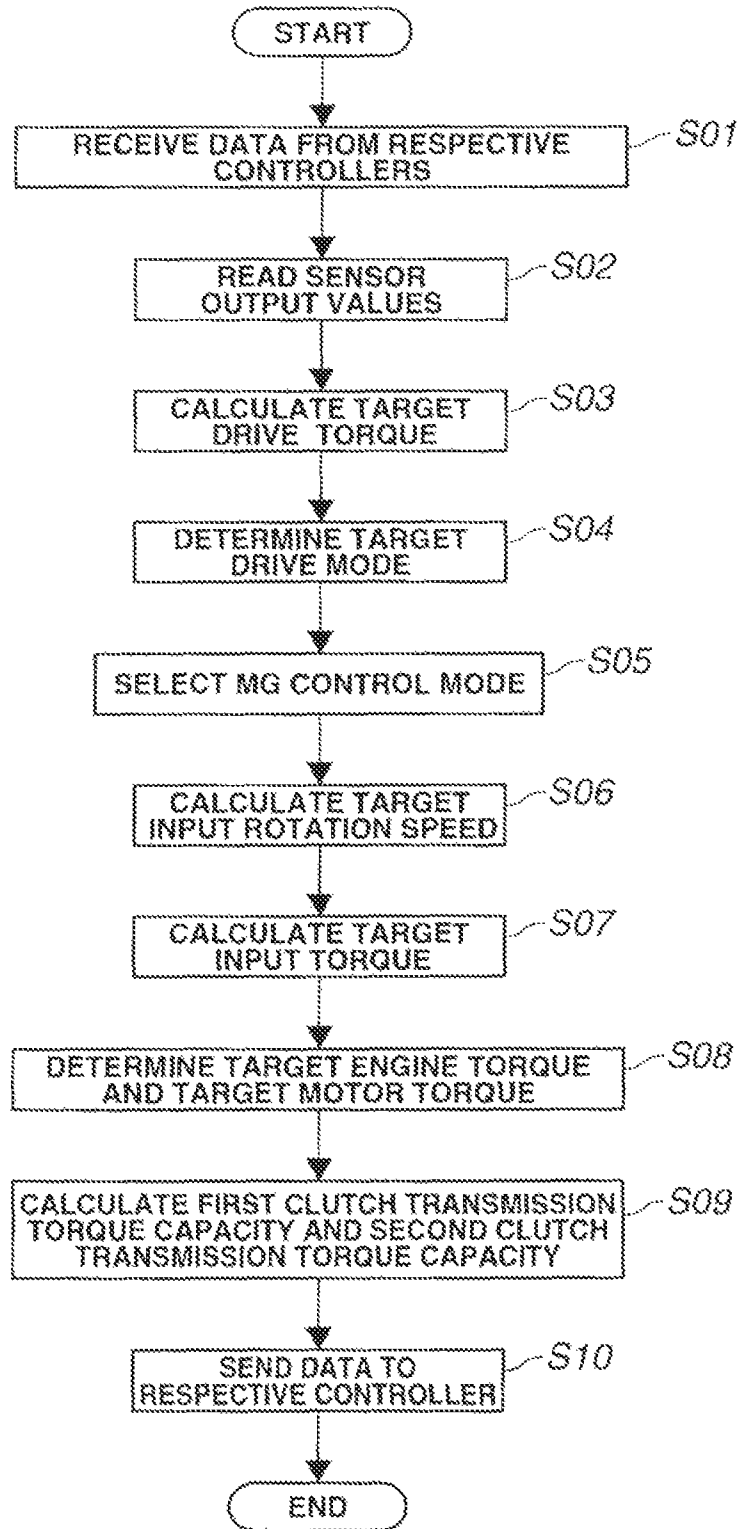 START
RECEIVE DATA FROM RESPECTIVE
CONTROLLERS
S01
READ SENSOR
OUTPUT VALUES
S02
CALCULATE TARGET
DRIVE TORQUE
S03
DETERMINE TARGET
DRIVE MODE
S04
SELECT MG CONTROL MODE
S05
CALCULATE TARGET
INPUT ROTATION SPEED
S06
CALCULATE TARGET
INPUT TORQUE
S07
DETERMINE TARGET ENGINE TORQUE
AND TARGET MOTOR TORQUE
S08
CALCULATE FIRST CLUTCH TRANSMISSION
TORQUE CAPACITY AND SECOND CLUTCH
TRANSMISSION TORQUE CAPACITY
S09
SEND DATA TO
RESPECTIVE CONTROLLER
S10
END